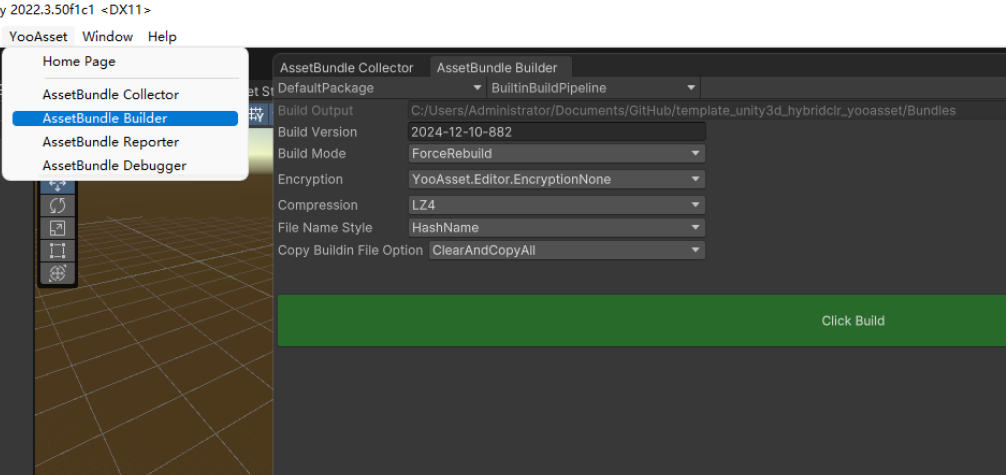 y 2022.3.50f1c1 <DX11>
YooAsset Window Help
Home Page
AssetBundle Collector
AssetBundle Builder
AssetBundle Reporter
AssetBundle Debugger
et St
AssetBundle Collector AssetBundle Builder
DefaultPackage BuiltinBuildPipeline
Build Output C:/Users/Administrator/Documents/GitHub/template_unity3d_hybridclr_yooasset/Bundles
Build Version 2024-12-10-882
Build Mode ForceRebuild
Encryption YooAsset.Editor.EncryptionNone
Compression LZ4
File Name Style HashName
Copy Buildin File Option ClearAndCopyAll
Click Build